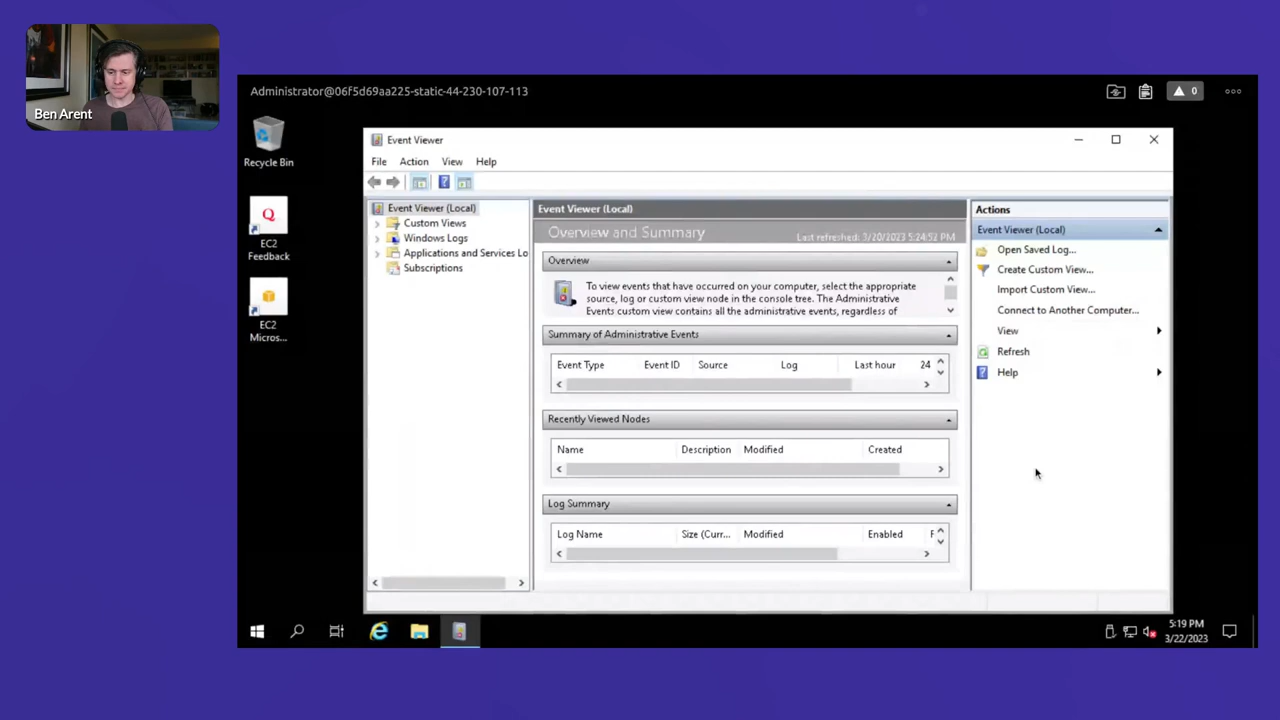 Ben Arent
Administrator@06f5d69aa225-static-44-230-107-113
0
Recycle Bin
EC2
Feedback
EC2
Micros...
Event Viewer
File Action View Help
Event Viewer (Local)
Custom Views
Windows Logs
Applications and Services Lo
Subscriptions
Event Viewer (Local)
Overview and Summary
Last refreshed: 3/20/2023 5:24:52 PM
Overview
To view events that have occurred on your computer, select the appropriate
source, log or custom view node in the console tree. The Administrative
Events custom view contains all the administrative events, regardless of
Summary of Administrative Events
Event Type Event ID Source Log Last hour 24
Recently Viewed Nodes
Name Description Modified Created
Log Summary
Log Name Size (Curr... Modified Enabled F
Actions
Event Viewer (Local)
Open Saved Log...
Create Custom View...
Import Custom View...
Connect to Another Computer...
View
Refresh
Help
5:19 PM
3/22/2023